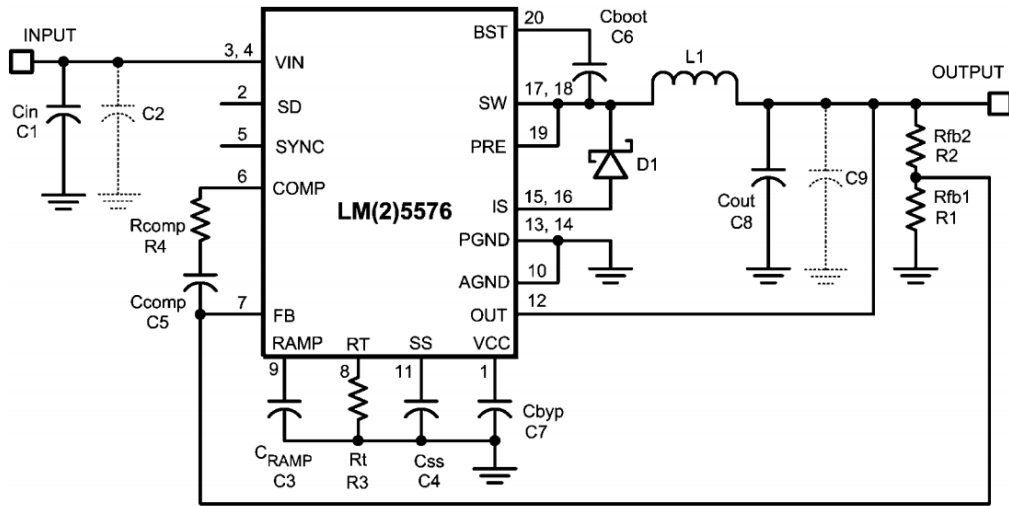 INPUT
Cin
C1
C2
3, 4
VIN
2
SD
5
SYNC
6
COMP
Rcomp
R4
Ccomp
C5
7
FB
LM(2)5576
RAMP
RT
SS
VCC
9
8
11
1
CRAMP
C3
Rt
R3
Css
C4
Cbyp
C7
BST
20
Cboot
C6
SW
17, 18
PRE
19
IS
15, 16
D1
PGND
13, 14
AGND
10
OUT
12
L1
OUTPUT
Cout
C8
C9
Rfb2
R2
Rfb1
R1